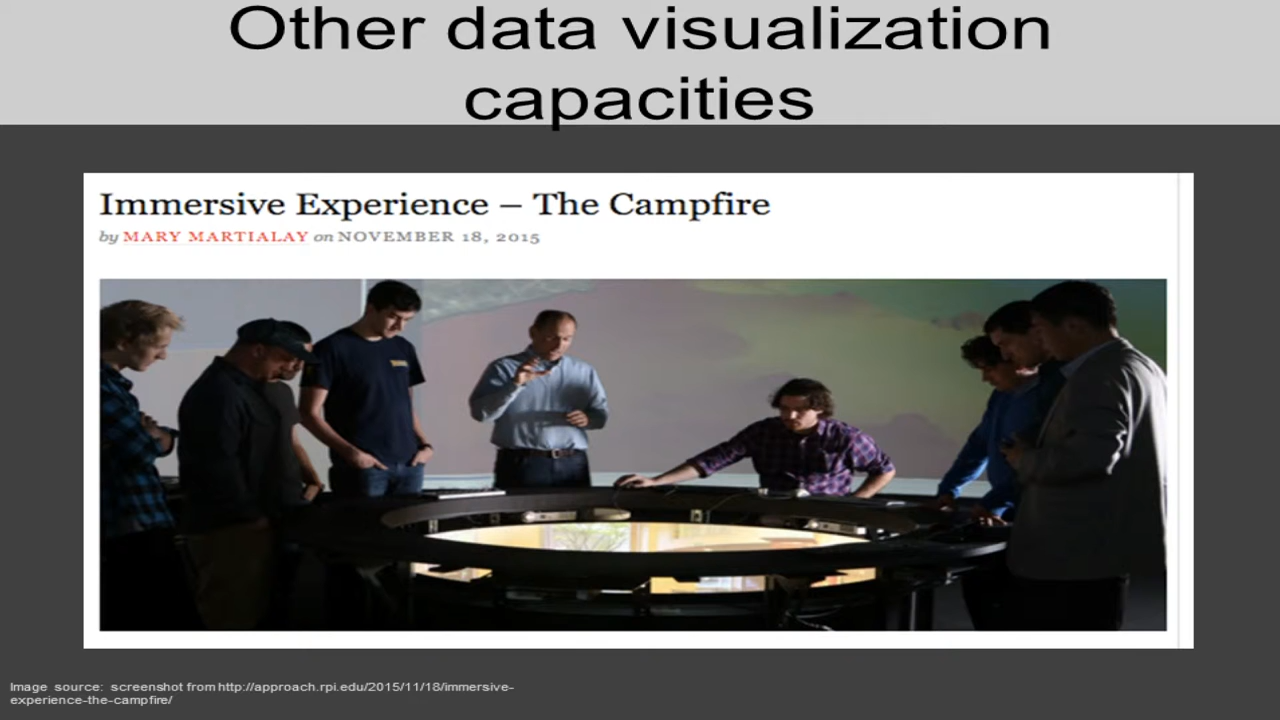 Other data visualization
capacities
Immersive Experience – The Campfire
by MARY MARTIALAY on NOVEMBER 18, 2015
Image source: screenshot from http://approach.rpi.edu/2015/11/18/immersive-
experience-the-campfire/